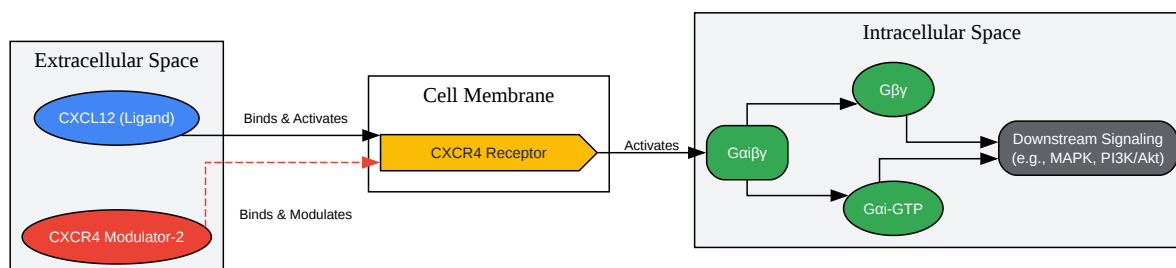 Extracellular Space
CXCL12 (Ligand)
CXCR4 Modulator-2
Binds & Activates
Binds & Modulates
Cell Membrane
CXCR4 Receptor
Activates
Intracellular Space
Gαiβγ
Gβγ
Gαi-GTP
Downstream Signaling
(e.g., MAPK, PI3K/Akt)